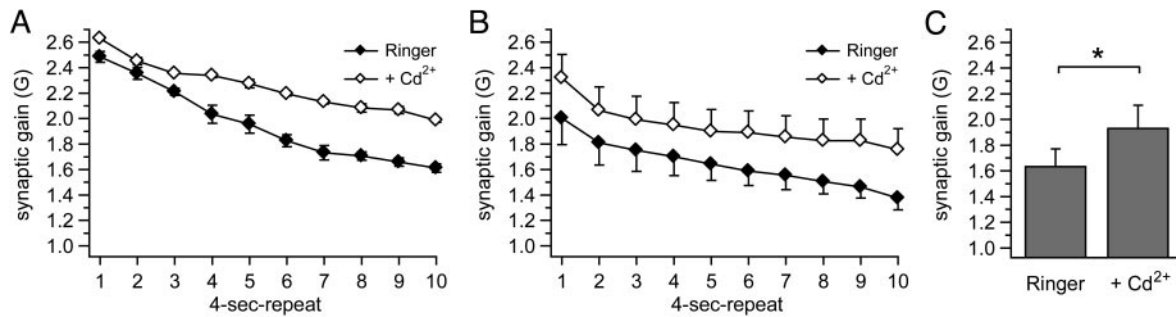 A
synaptic gain (G)
2.6
2.4
2.2
2.0
1.8
1.6
1.4
1.2
1.0
Ringer
+ Cd²⁺
1 2 3 4 5 6 7 8 9 10
4-sec-repeat
B
synaptic gain (G)
2.6
2.4
2.2
2.0
1.8
1.6
1.4
1.2
1.0
Ringer
+ Cd²⁺
1 2 3 4 5 6 7 8 9 10
4-sec-repeat
C
synaptic gain (G)
2.6
2.4
2.2
2.0
1.8
1.6
1.4
1.2
1.0
*
Ringer + Cd²⁺